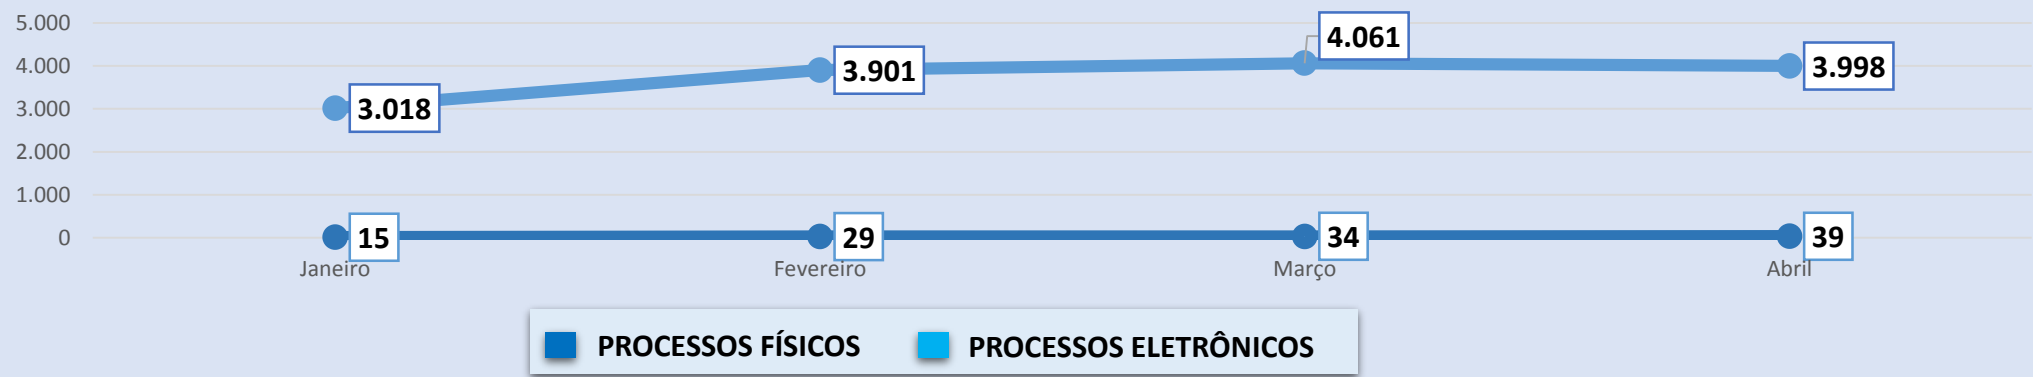 5.000
4.000
3.000
2.000
1.000
0
3.018
3.901
4.061
3.998
15
29
34
39
Janeiro
Fevereiro
Março
Abril
PROCESSOS FÍSICOS
PROCESSOS ELETRÔNICOS